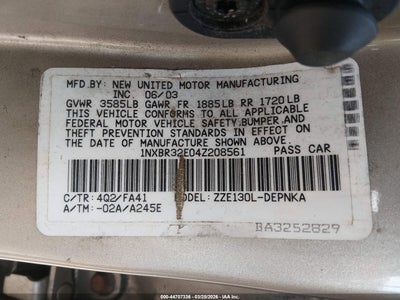 MFD.BY: NEW UNITED MOTOR MANUFACTURING
INC. 06/03
GVWR 3585LB GAWR FR 1885LB RR 1720LB
THIS VEHICLE CONFORMS TO ALL APPLICABLE
FEDERAL MOTOR VEHICLE SAFETY,BUMPER,AND
THEFT PREVENTION STANDARDS IN EFFECT ON
THE DATE OF MANUFACTURE SHOWN ABOVE.
1NXBR32E04Z208561 PASS CAR
C/TR: 4Q2/FA41 MODEL: ZZE130L-DEPNKA
A/TM: -02A/A245E
BA3252829
000-44707336 - 03/20/2026 - IAA Inc.